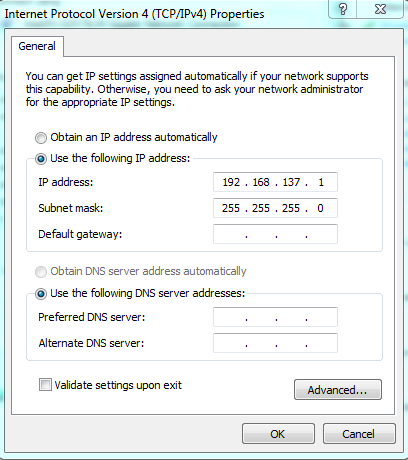 Internet Protocol Version 4 (TCP/IPv4) Properties
General
You can get IP settings assigned automatically if your network supports
this capability. Otherwise, you need to ask your network administrator
for the appropriate IP settings.
Obtain an IP address automatically
Use the following IP address:
IP address: 192 . 168 . 137 . 1
Subnet mask: 255 . 255 . 255 . 0
Default gateway: . . .
Obtain DNS server address automatically
Use the following DNS server addresses:
Preferred DNS server: . . .
Alternate DNS server: . . .
Validate settings upon exit
Advanced...
OK Cancel